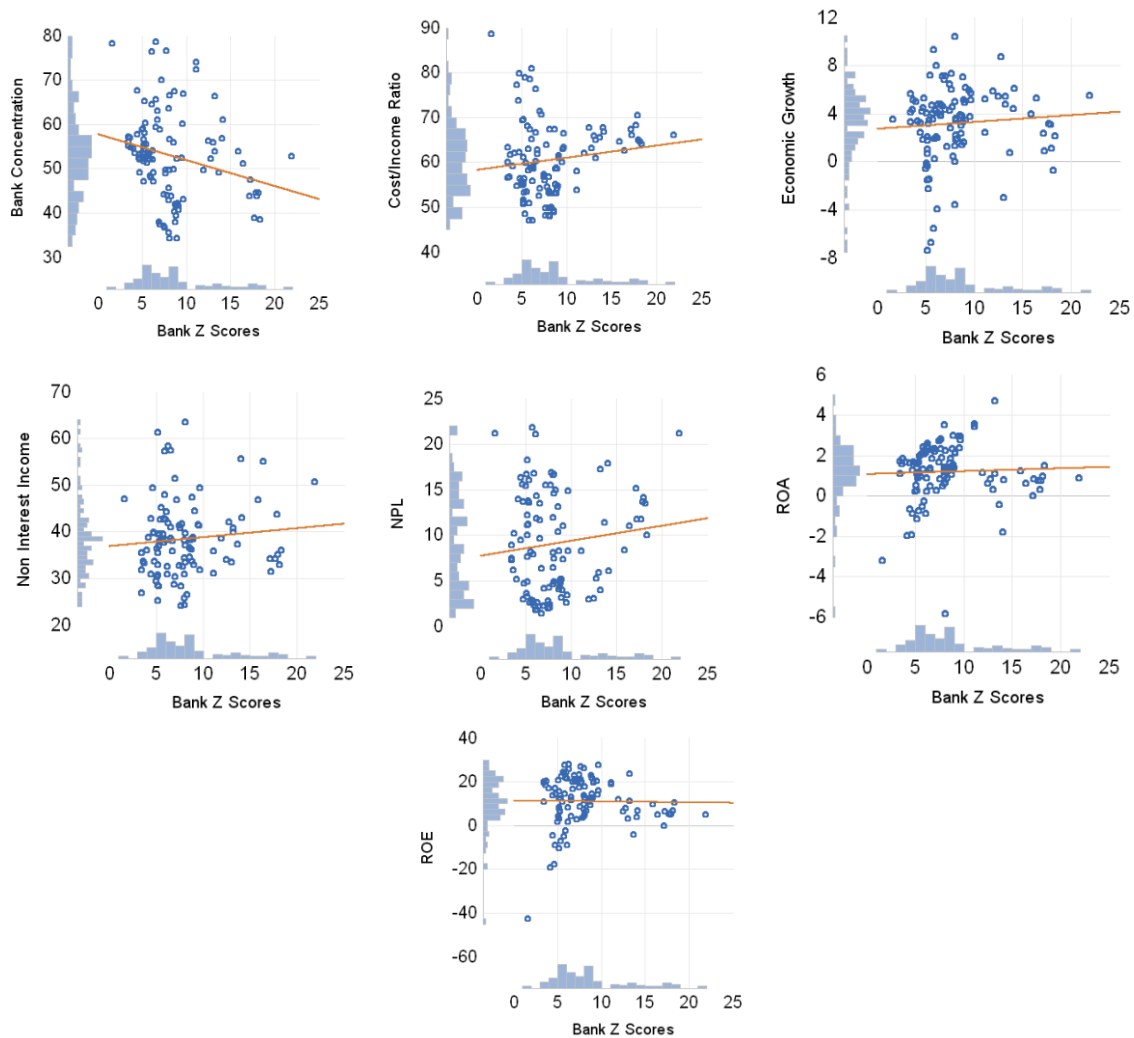 80
70
60
50
40
30
Bank Concentration
0 5 10 15 20 25
Bank Z Scores
90
80
70
60
50
40
Cost/Income Ratio
0 5 10 15 20 25
Bank Z Scores
12
8
4
0
-4
-8
Economic Growth
0 5 10 15 20 25
Bank Z Scores
70
60
50
40
30
20
Non Interest Income
0 5 10 15 20 25
Bank Z Scores
25
20
15
10
5
0
NPL
0 5 10 15 20 25
Bank Z Scores
6
4
2
0
-2
-4
-6
ROA
0 5 10 15 20 25
Bank Z Scores
40
20
0
-20
-40
-60
ROE
0 5 10 15 20 25
Bank Z Scores